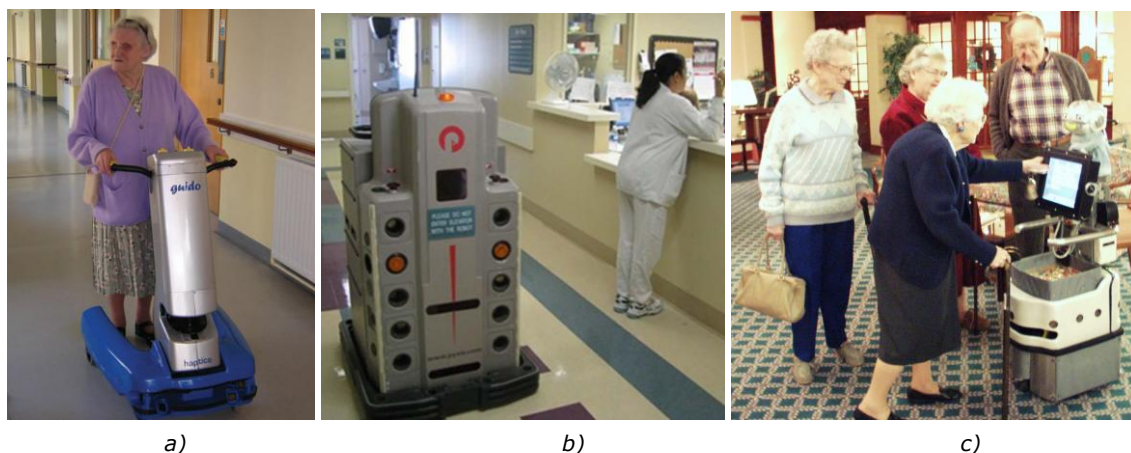 guido
haptica
PLEASE DO NOT
ENTER ELEVATOR
WITH THE ROBOT
a)
b)
c)